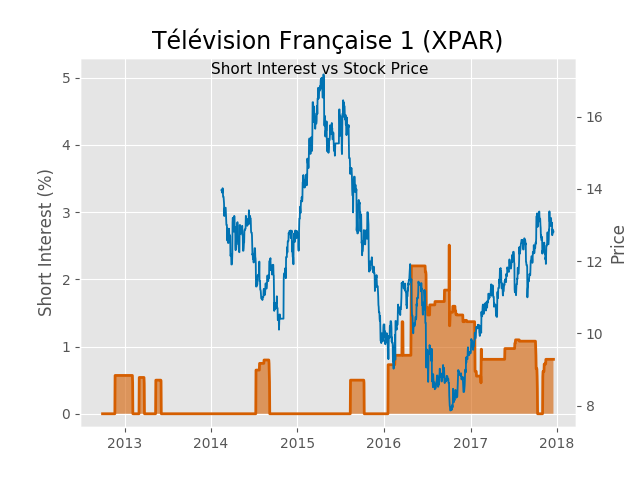 Télévision Française 1 (XPAR)
Short Interest vs Stock Price
Short Interest (%)
5
4
3
2
1
0
Price
16
14
12
10
8
2013 2014 2015 2016 2017 2018